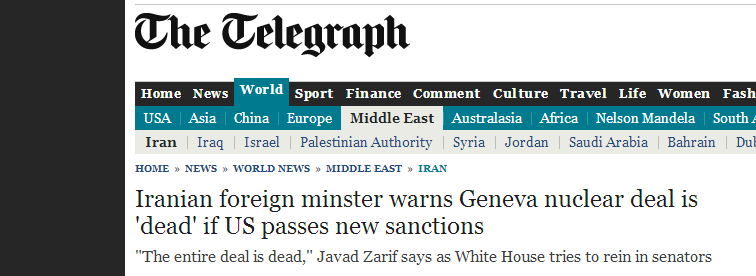 The Telegraph
Home News World Sport Finance Comment Culture Travel Life Women Fash
USA Asia China Europe Middle East Australasia Africa Nelson Mandela South A
Iran Iraq Israel Palestinian Authority Syria Jordan Saudi Arabia Bahrain Dub
HOME » NEWS » WORLD NEWS » MIDDLE EAST » IRAN
Iranian foreign minster warns Geneva nuclear deal is
'dead' if US passes new sanctions
"The entire deal is dead," Javad Zarif says as White House tries to rein in senators